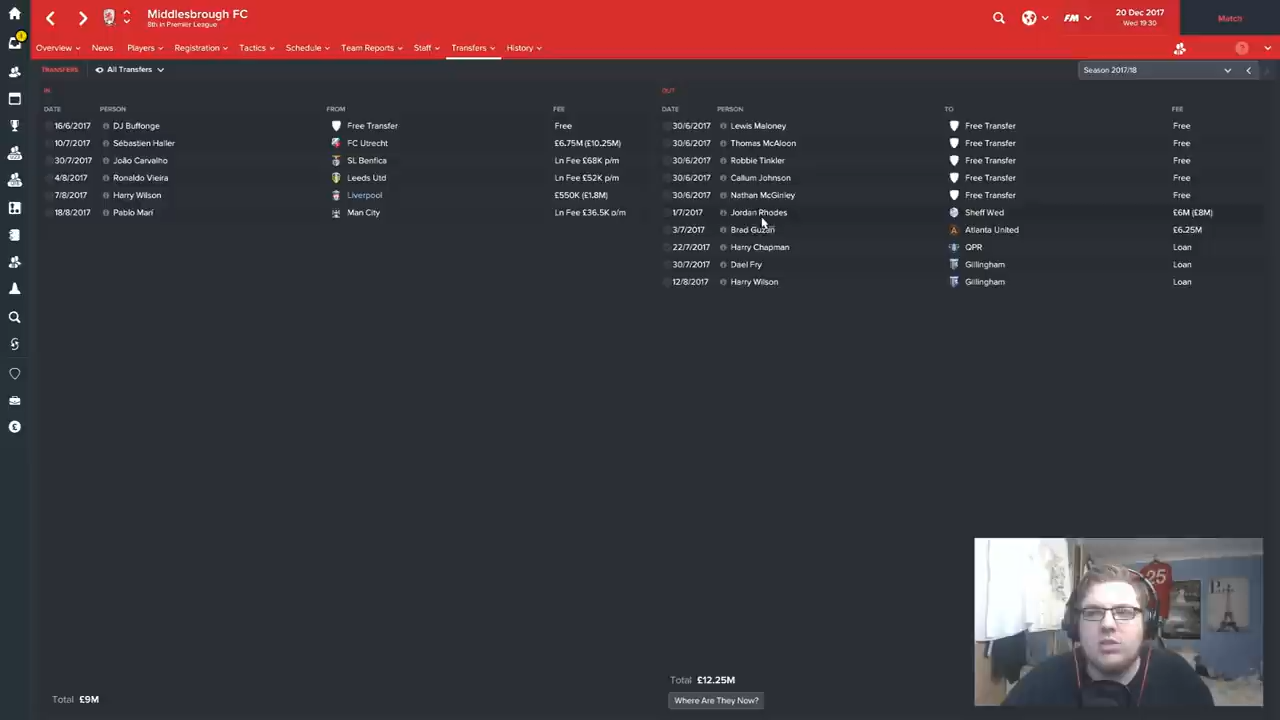 Middlesbrough FC
8th in Premier League
20 Dec 2017
Wed 19:30
FM
Match
Overview News Players Registration Tactics Schedule Team Reports Staff Transfers History
TRANSFERS All Transfers Season 2017/18
IN
DATE PERSON FROM FEE
16/6/2017 DJ Buffonge Free Transfer Free
10/7/2017 Sébastien Haller FC Utrecht £6.75M (£10.25M)
30/7/2017 João Carvalho SL Benfica Ln Fee £68K p/m
4/8/2017 Ronaldo Vieira Leeds Utd Ln Fee £52K p/m
7/8/2017 Harry Wilson Liverpool £550K (£1.8M)
18/8/2017 Pablo Marí Man City Ln Fee £36.5K p/m
Total £9M
OUT
DATE PERSON TO FEE
30/6/2017 Lewis Maloney Free Transfer Free
30/6/2017 Thomas McAloon Free Transfer Free
30/6/2017 Robbie Tinkler Free Transfer Free
30/6/2017 Callum Johnson Free Transfer Free
30/6/2017 Nathan McGinley Free Transfer Free
1/7/2017 Jordan Rhodes Sheff Wed £6M (£8M)
3/7/2017 Brad Guzan Atlanta United £6.25M
22/7/2017 Harry Chapman QPR Loan
30/7/2017 Dael Fry Gillingham Loan
12/8/2017 Harry Wilson Gillingham Loan
Total £12.25M
Where Are They Now?
25